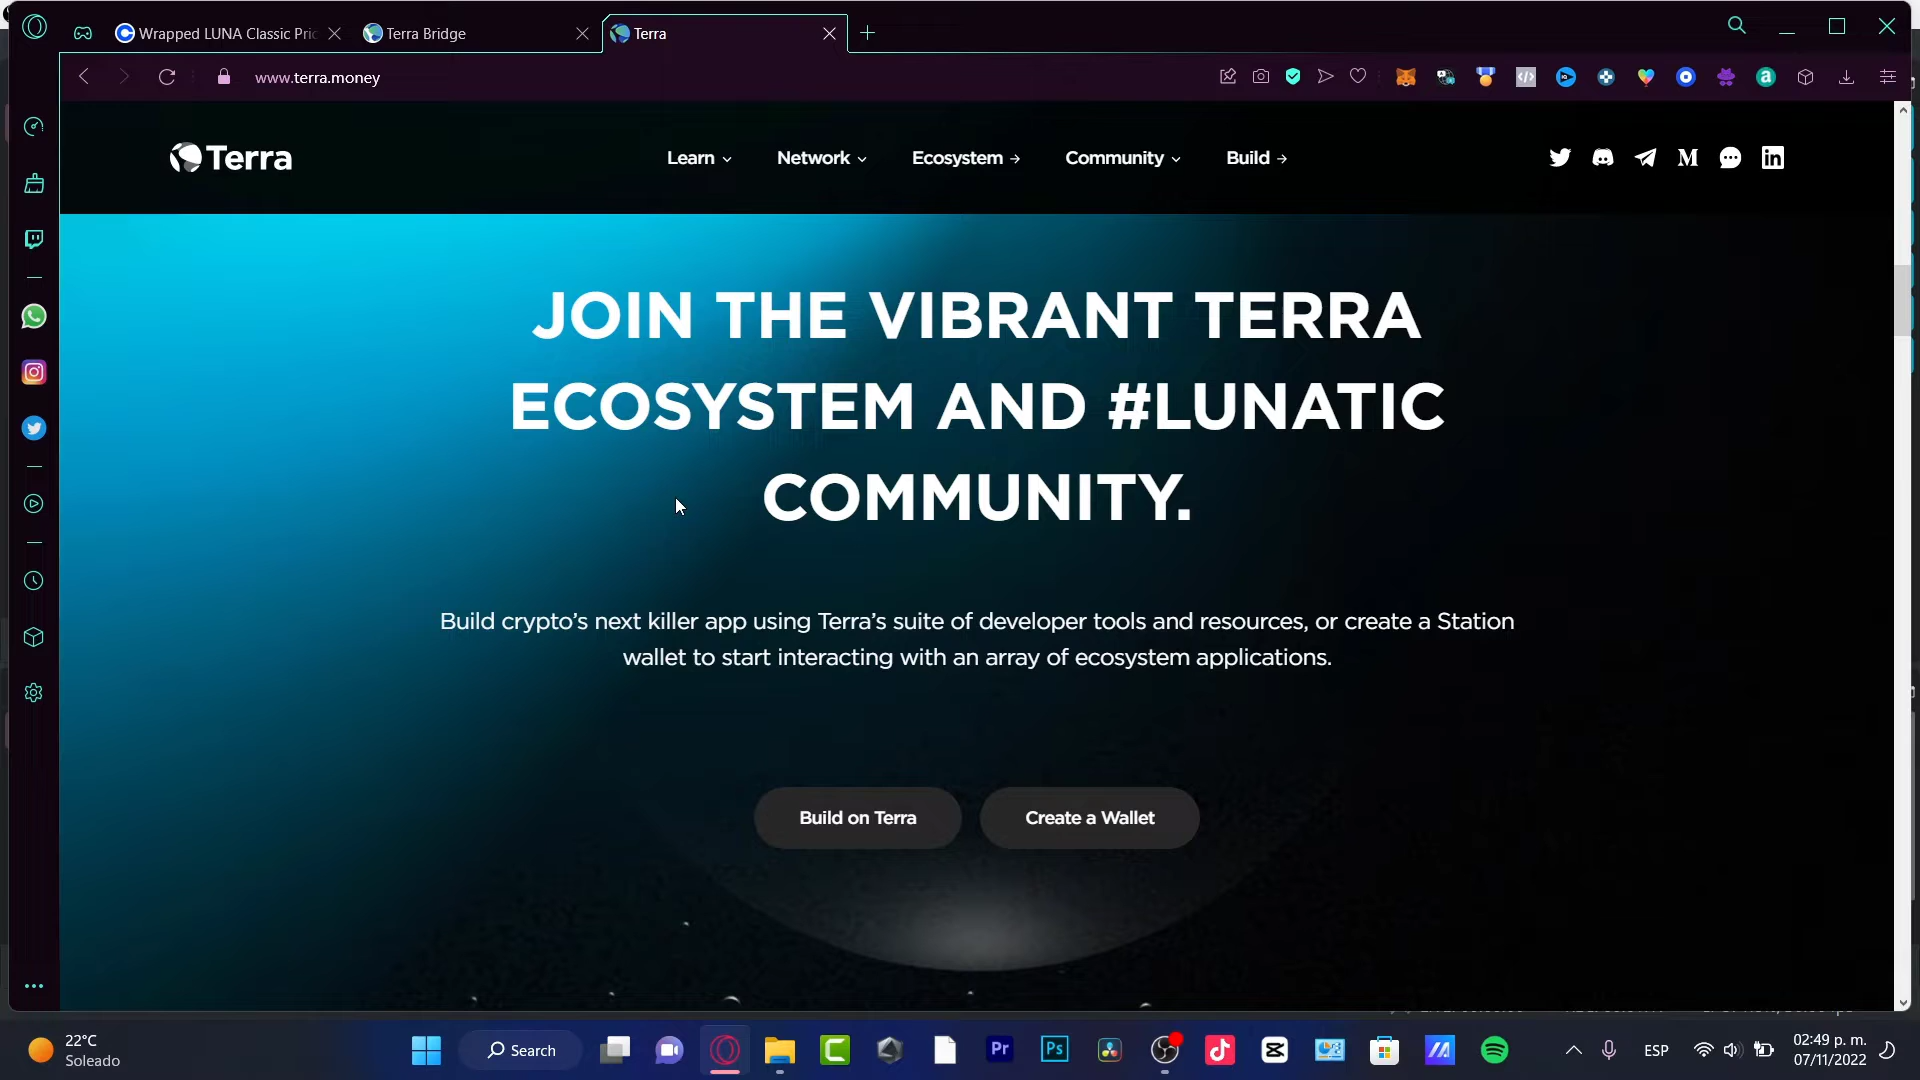 Wrapped LUNA Classic Pric
Terra Bridge
Terra
www.terra.money
Terra
Learn
Network
Ecosystem →
Community
Build →
JOIN THE VIBRANT TERRA
ECOSYSTEM AND #LUNATIC
COMMUNITY.
Build crypto’s next killer app using Terra’s suite of developer tools and resources, or create a Station
wallet to start interacting with an array of ecosystem applications.
Build on Terra
Create a Wallet
22°C
Soleado
Search
Pr
Ps
ESP
02:49 p. m.
07/11/2022